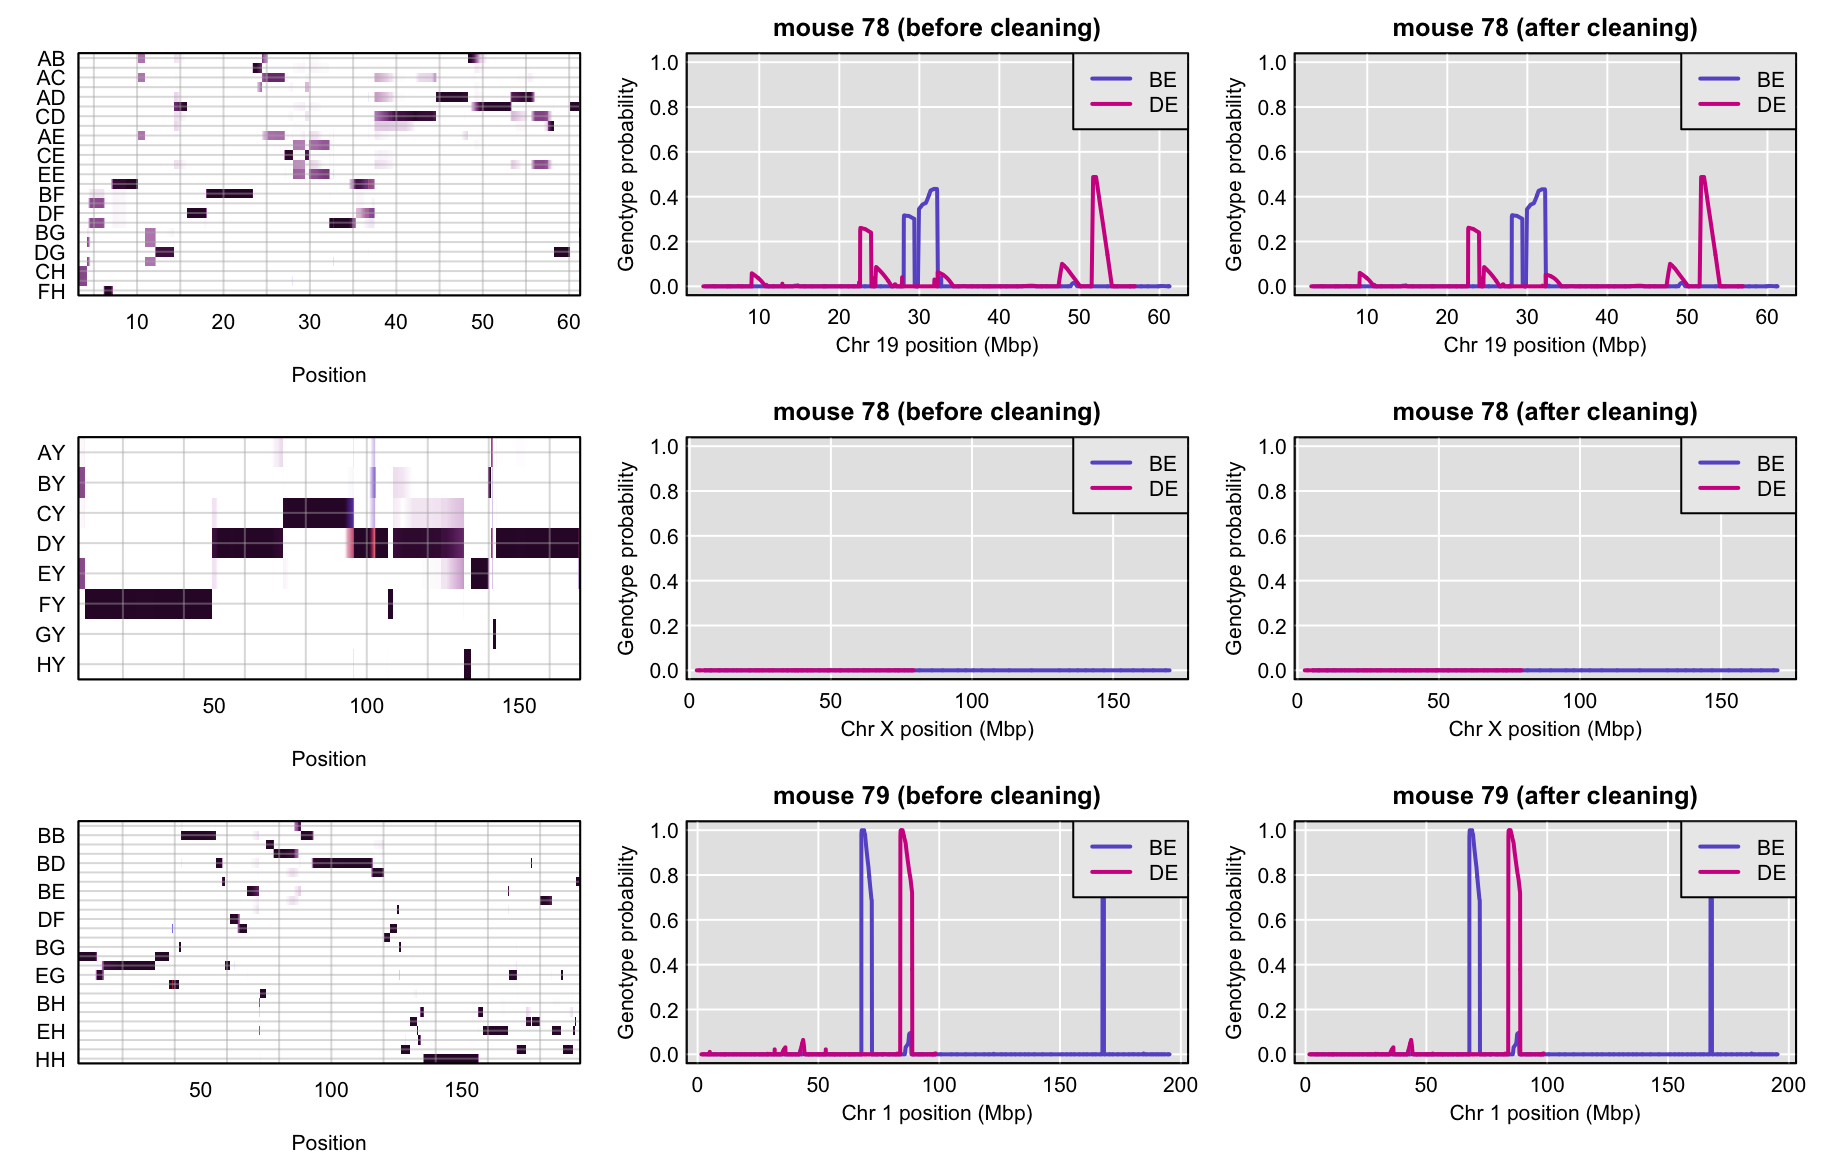 AB
AC
AD
CD
AE
CE
EE
BF
DF
BG
DG
CH
FH
10 20 30 40 50 60
Position
mouse 78 (before cleaning)
Genotype probability
1.0
0.8
0.6
0.4
0.2
0.0
BE
DE
10 20 30 40 50 60
Chr 19 position (Mbp)
mouse 78 (after cleaning)
Genotype probability
1.0
0.8
0.6
0.4
0.2
0.0
BE
DE
10 20 30 40 50 60
Chr 19 position (Mbp)
AY
BY
CY
DY
EY
FY
GY
HY
50 100 150
Position
mouse 78 (before cleaning)
Genotype probability
1.0
0.8
0.6
0.4
0.2
0.0
BE
DE
0 50 100 150
Chr X position (Mbp)
mouse 78 (after cleaning)
Genotype probability
1.0
0.8
0.6
0.4
0.2
0.0
BE
DE
0 50 100 150
Chr X position (Mbp)
BB
BD
BE
DF
BG
EG
BH
EH
HH
50 100 150
Position
mouse 79 (before cleaning)
Genotype probability
1.0
0.8
0.6
0.4
0.2
0.0
BE
DE
0 50 100 150 200
Chr 1 position (Mbp)
mouse 79 (after cleaning)
Genotype probability
1.0
0.8
0.6
0.4
0.2
0.0
BE
DE
0 50 100 150 200
Chr 1 position (Mbp)